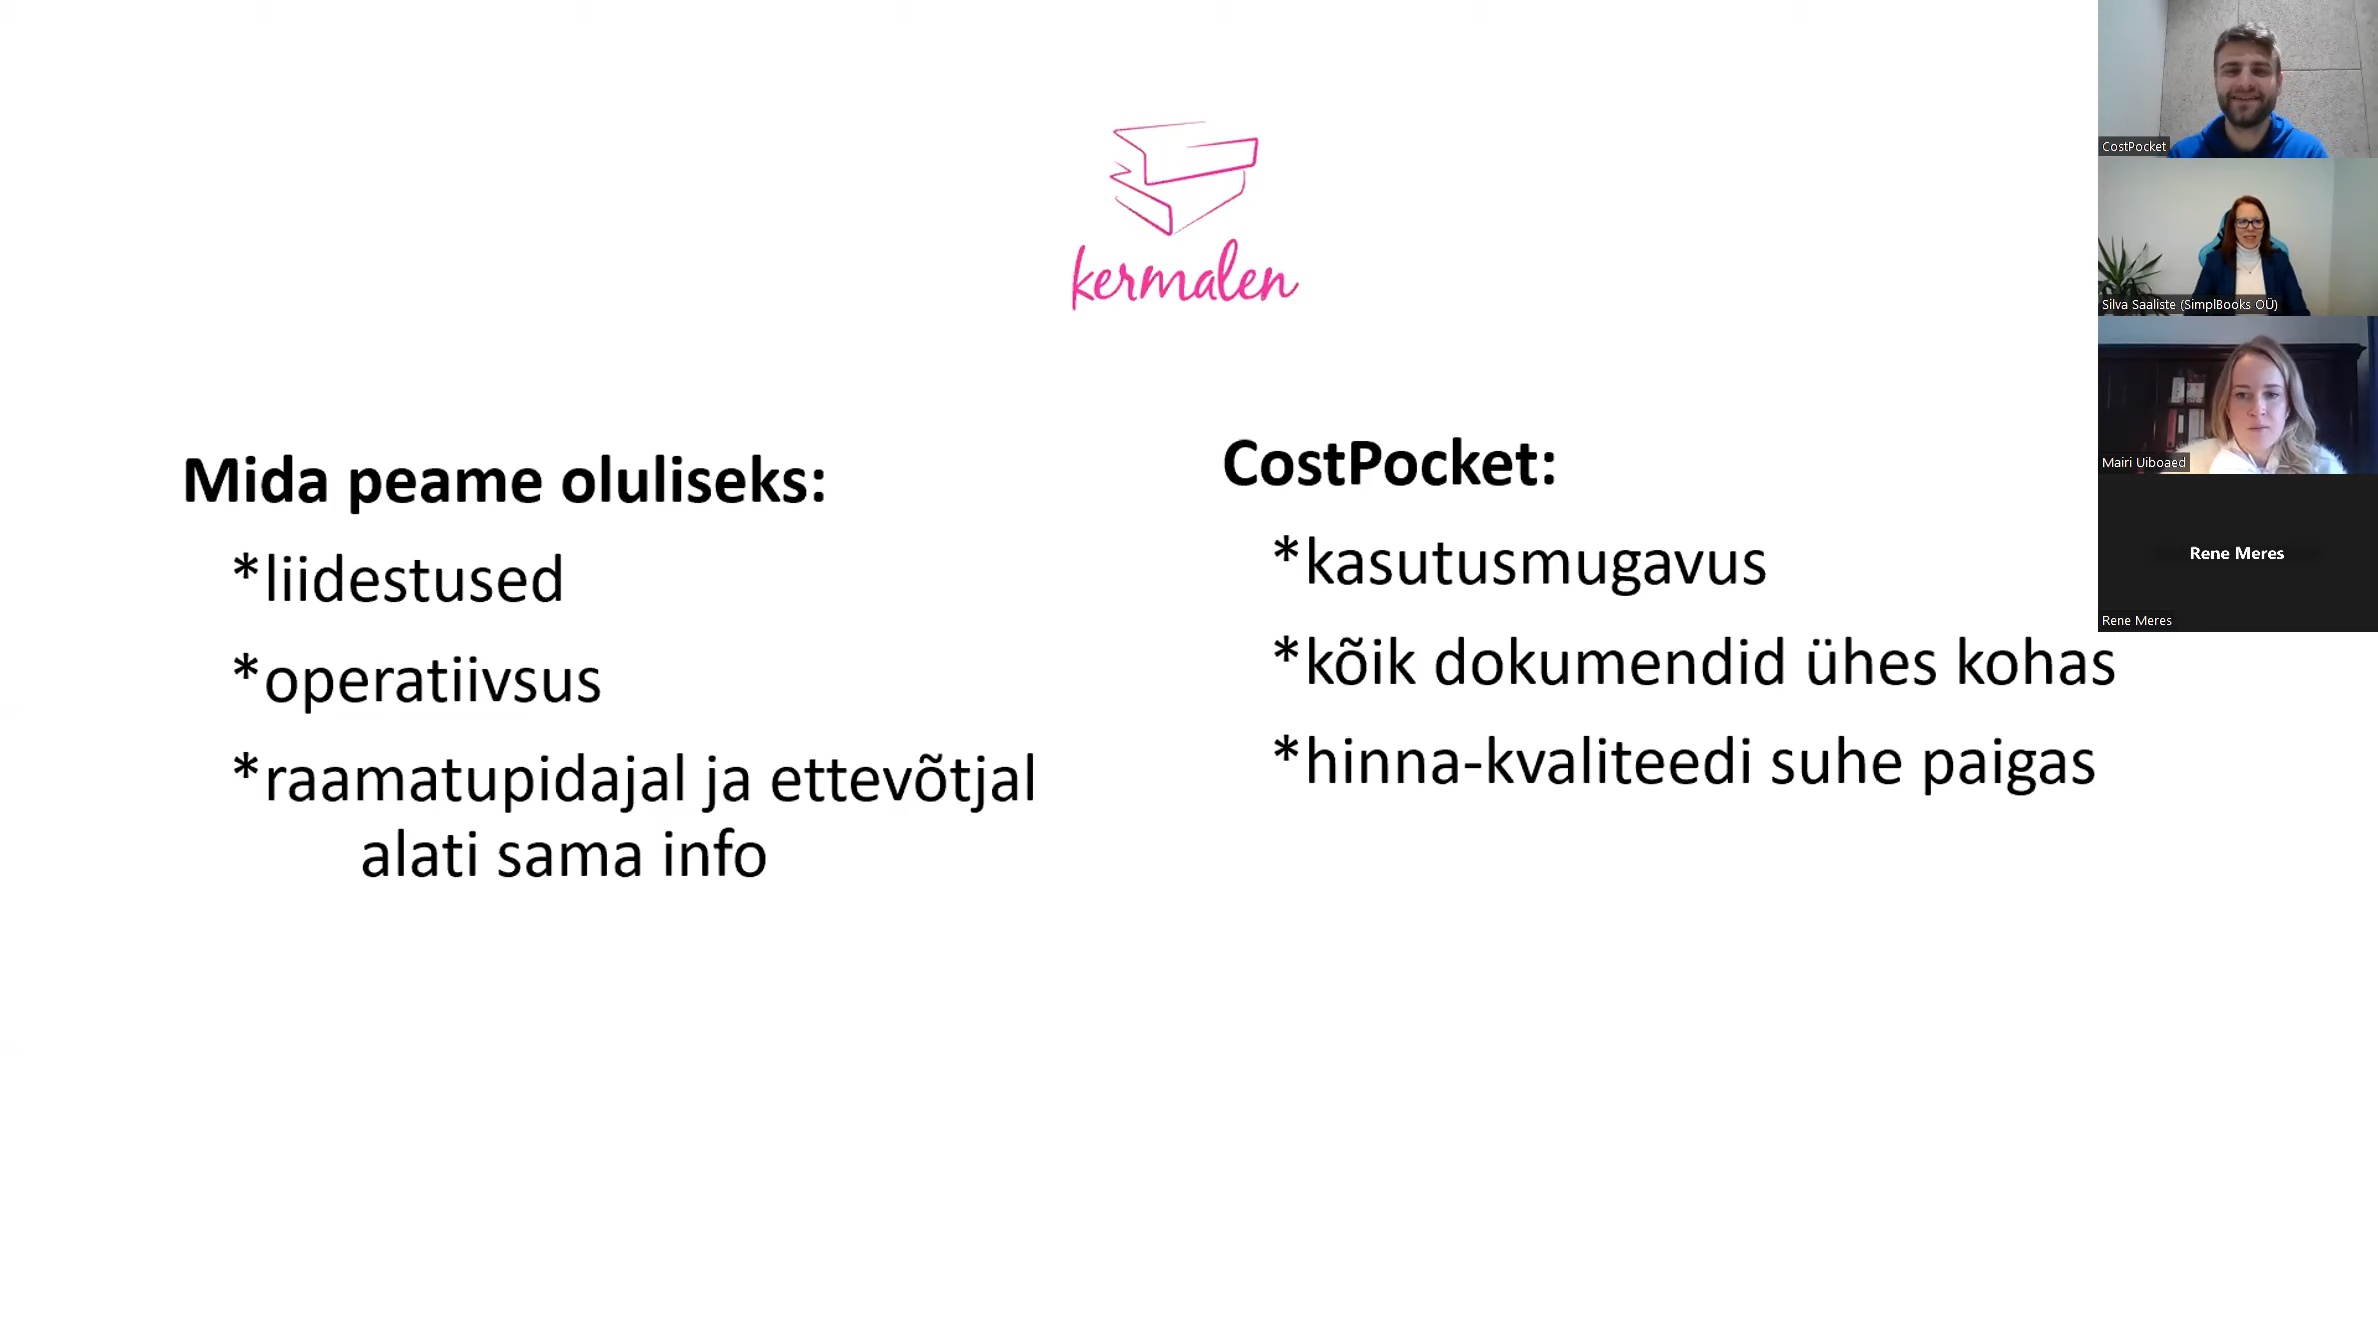 kermalen
Mida peame oluliseks:
*liidestused
*operatiivsus
*raamatupidajal ja ettevõtjal
alati sama info
CostPocket:
*kasutusmugavus
*kõik dokumendid ühes kohas
*hinna-kvaliteedi suhe paigas
CostPocket
Silva Saaliste (SimplBooks OÜ)
Mairi Uiboaed
Rene Meres
Rene Meres